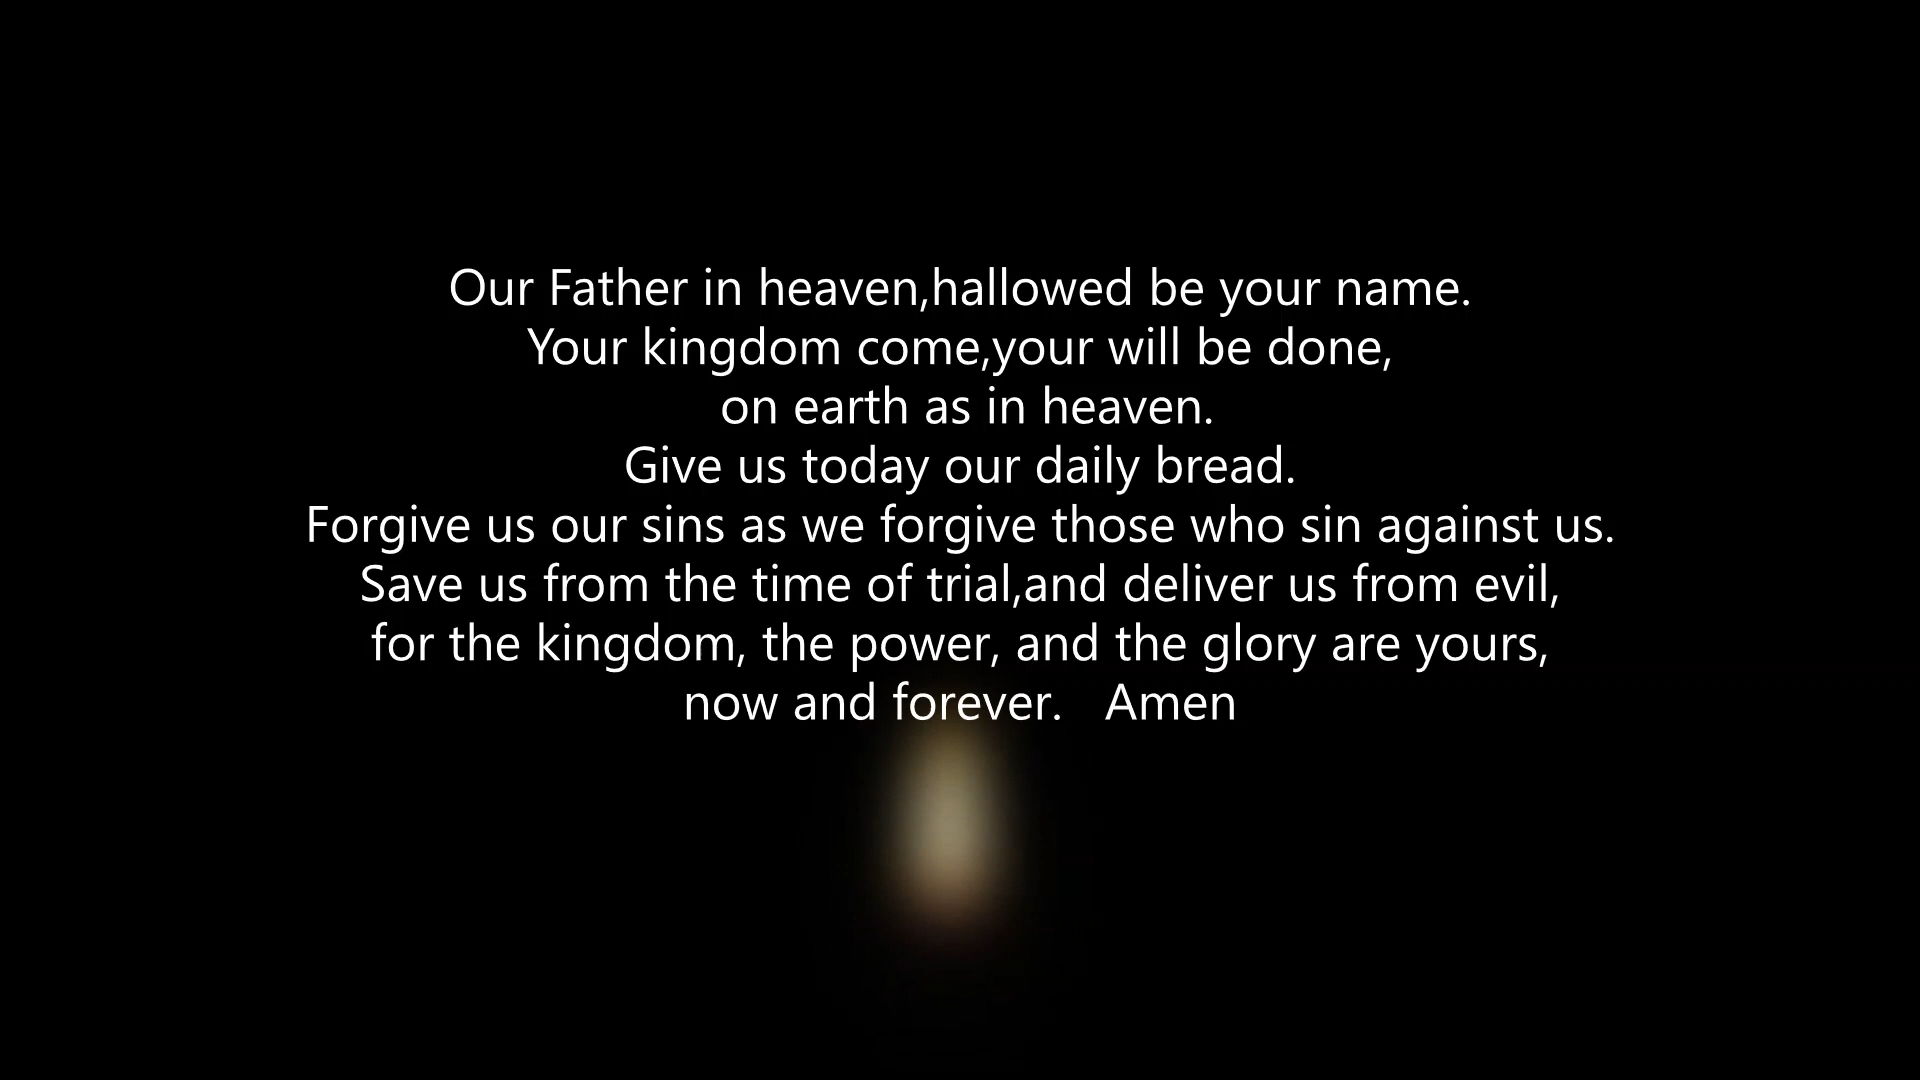 Our Father in heaven,hallowed be your name.
Your kingdom come,your will be done,
on earth as in heaven.
Give us today our daily bread.
Forgive us our sins as we forgive those who sin against us.
Save us from the time of trial,and deliver us from evil,
for the kingdom, the power, and the glory are yours,
now and forever.   Amen